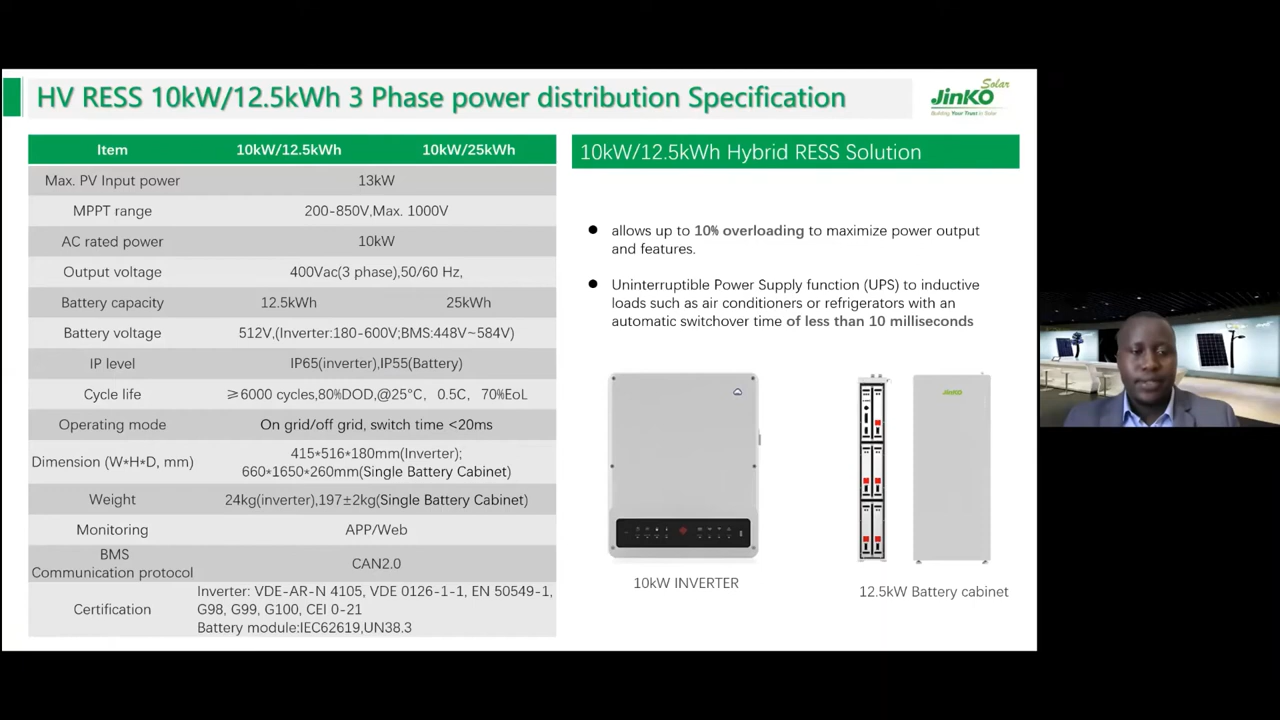 HV RESS 10kW/12.5kWh 3 Phase power distribution Specification
Solar
JinKO
Building Your Trust in Solar
Item 10kW/12.5kWh 10kW/25kWh
Max. PV Input power 13kW
MPPT range 200-850V,Max. 1000V
AC rated power 10kW
Output voltage 400Vac(3 phase),50/60 Hz,
Battery capacity 12.5kWh 25kWh
Battery voltage 512V,(Inverter:180-600V;BMS:448V~584V)
IP level IP65(inverter),IP55(Battery)
Cycle life ≥6000 cycles,80%DOD,@25°C, 0.5C, 70%EoL
Operating mode On grid/off grid, switch time <20ms
Dimension (W*H*D, mm) 415*516*180mm(Inverter);
660*1650*260mm(Single Battery Cabinet)
Weight 24kg(inverter),197±2kg(Single Battery Cabinet)
Monitoring APP/Web
BMS
Communication protocol CAN2.0
Certification Inverter: VDE-AR-N 4105, VDE 0126-1-1, EN 50549-1,
G98, G99, G100, CEI 0-21
Battery module:IEC62619,UN38.3
10kW/12.5kWh Hybrid RESS Solution
● allows up to 10% overloading to maximize power output
and features.
● Uninterruptible Power Supply function (UPS) to inductive
loads such as air conditioners or refrigerators with an
automatic switchover time of less than 10 milliseconds
JinKO
10kW INVERTER
12.5kW Battery cabinet